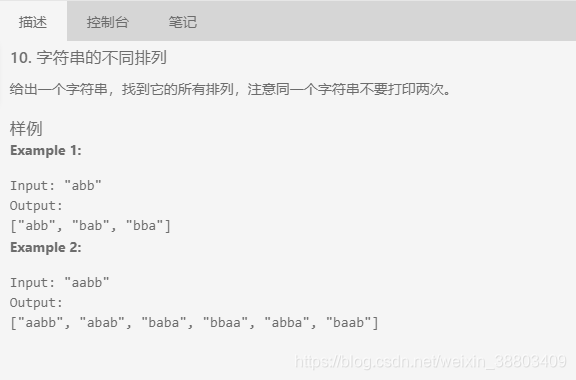 描述 控制台 笔记
10. 字符串的不同排列
给出一个字符串，找到它的所有排列，注意同一个字符串不要打印两次。
样例
Example 1:
Input: "abb"
Output:
["abb", "bab", "bba"]
Example 2:
Input: "aabb"
Output:
["aabb", "abab", "baba", "bbaa", "abba", "baab"]
https://blog.csdn.net/weixin_38803409